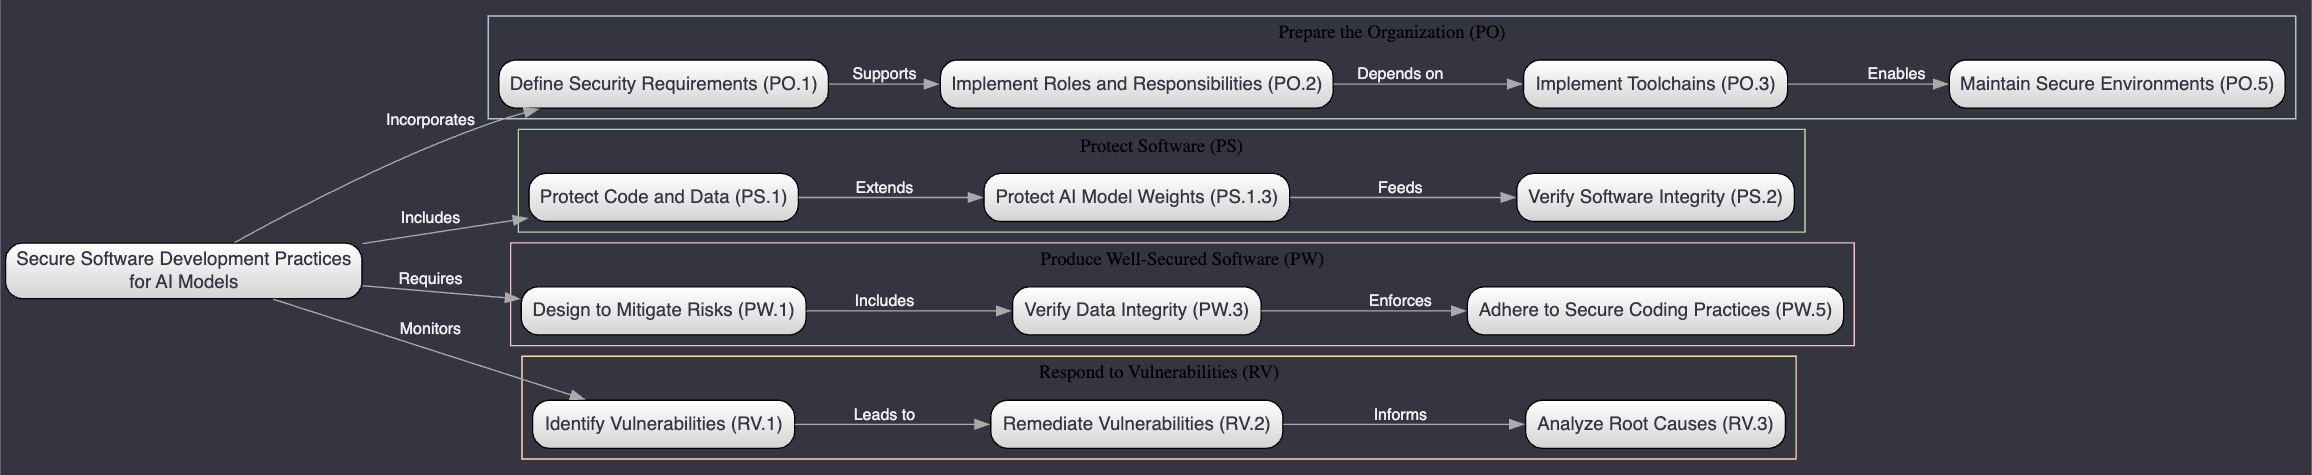 Prepare the Organization (PO)
Define Security Requirements (PO.1)
Supports
Implement Roles and Responsibilities (PO.2)
Depends on
Implement Toolchains (PO.3)
Enables
Maintain Secure Environments (PO.5)
Incorporates
Protect Software (PS)
Protect Code and Data (PS.1)
Extends
Protect AI Model Weights (PS.1.3)
Feeds
Verify Software Integrity (PS.2)
Includes
Secure Software Development Practices
for AI Models
Requires
Produce Well-Secured Software (PW)
Design to Mitigate Risks (PW.1)
Includes
Verify Data Integrity (PW.3)
Enforces
Adhere to Secure Coding Practices (PW.5)
Monitors
Respond to Vulnerabilities (RV)
Identify Vulnerabilities (RV.1)
Leads to
Remediate Vulnerabilities (RV.2)
Informs
Analyze Root Causes (RV.3)